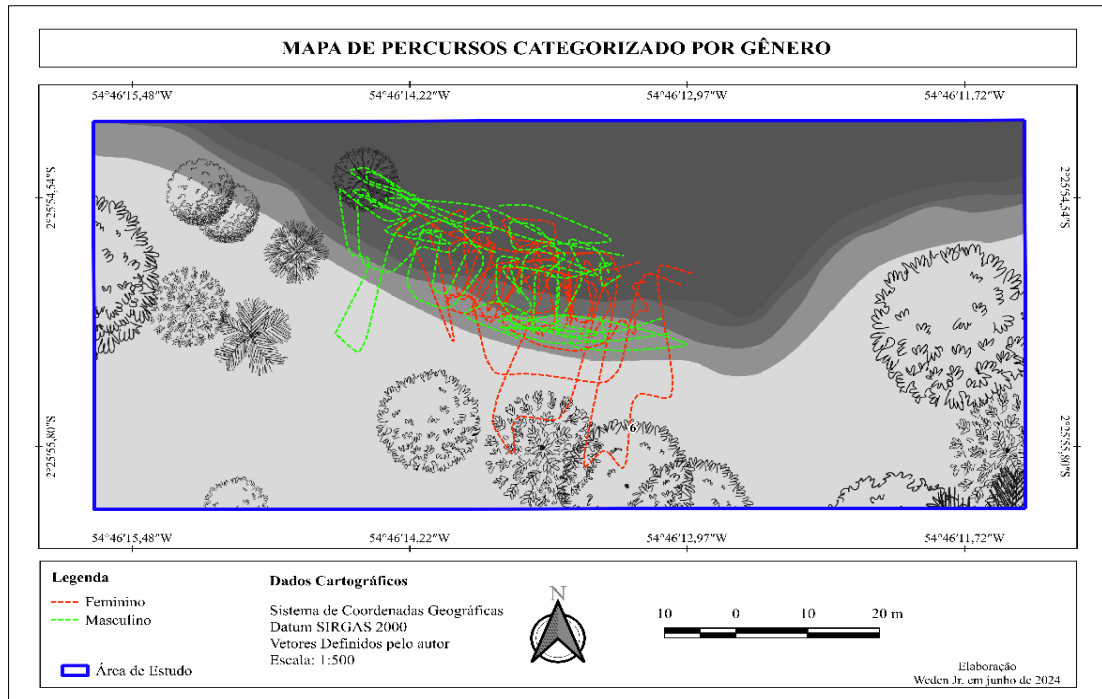 MAPA DE PERCURSOS CATEGORIZADO POR GÊNERO
54°46'15,48"W 54°46'14,22"W 54°46'12,97"W 54°46'11,72"W
2°25'54,54"S 2°25'54,54"S
6
2°25'55,80"S 2°25'55,80"S
54°46'15,48"W 54°46'14,22"W 54°46'12,97"W 54°46'11,72"W
Legenda
Feminino
Masculino
Área de Estudo
Dados Cartográficos
Sistema de Coordenadas Geográficas
Datum SIRGAS 2000
Vetores Definidos pelo autor
Escala: 1:500
N
10 0 10 20 m
Elaboração
Weden Jr. em junho de 2024